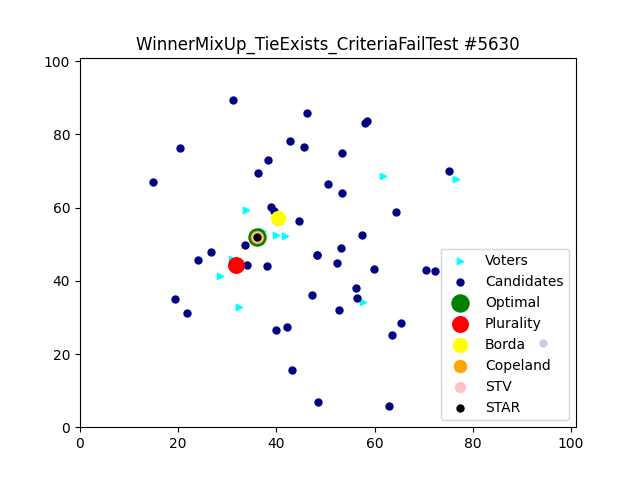 WinnerMixUp_TieExists_CriteriaFailTest #5630
100
80
60
40
20
0
0 20 40 60 80 100
Voters
Candidates
Optimal
Plurality
Borda
Copeland
STV
STAR